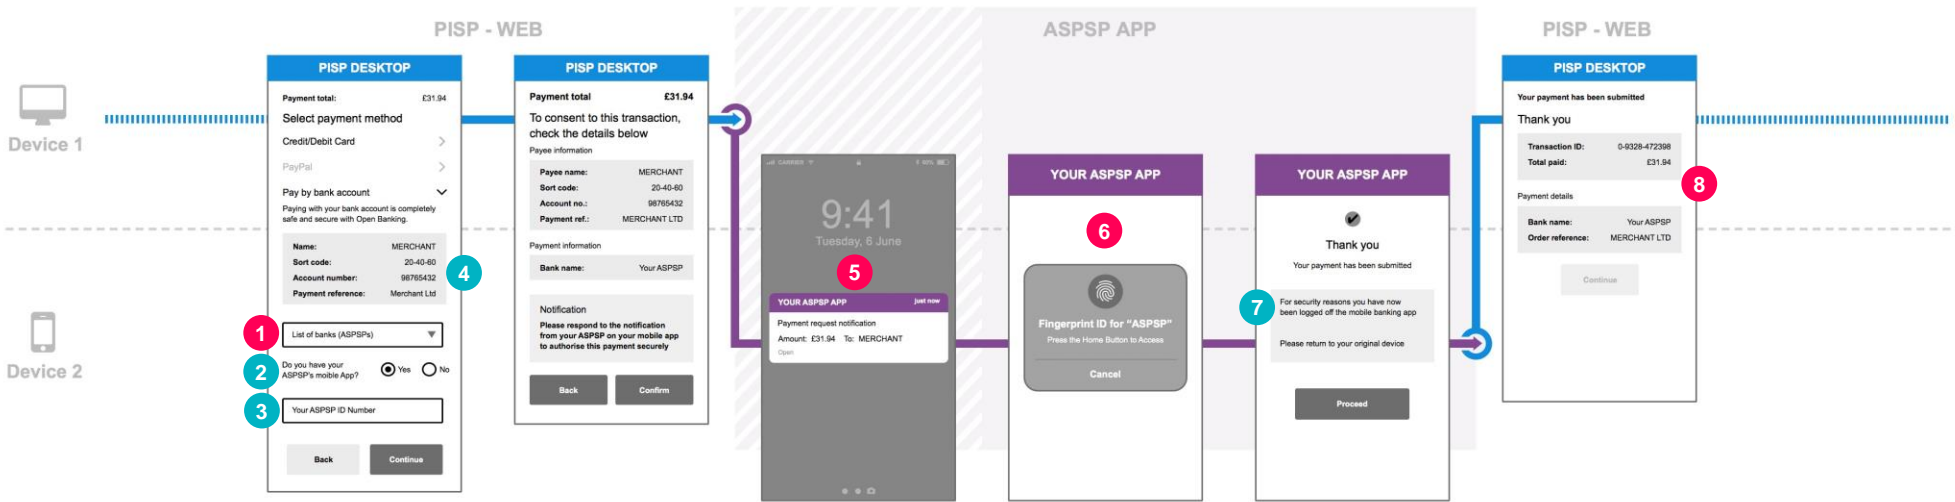 PISP - WEB
ASPSP APP
PISP - WEB
Device 1
Device 2
PISP DESKTOP
Payment total: £31.94
Select payment method
Credit/Debit Card
PayPal
Pay by bank account
Paying with your bank account is completely
safe and secure with Open Banking.
Name: MERCHANT
Sort code: 20-40-60
Account number: 98765432
Payment reference: Merchant Ltd
4
1
List of banks (ASPSPs)
2
Do you have your
ASPSP's moible App?
Yes
No
3
Your ASPSP ID Number
Back
Continue
PISP DESKTOP
Payment total £31.94
To consent to this transaction,
check the details below
Payee information
Payee name: MERCHANT
Sort code: 20-40-60
Account no.: 98765432
Payment ref.: MERCHANT LTD
Payment information
Bank name: Your ASPSP
Notification
Please respond to the notification
from your ASPSP on your mobile app
to authorise this payment securely
Back
Confirm
CARRIER
9:41
Tuesday, 6 June
5
YOUR ASPSP APP just now
Payment request notification
Amount: £31.94 To: MERCHANT
Open
YOUR ASPSP APP
6
Fingerprint ID for “ASPSP”
Press the Home Button to Access
Cancel
YOUR ASPSP APP
Thank you
Your payment has been submitted
7
For security reasons you have now
been logged off the mobile banking app
Please return to your original device
Proceed
PISP DESKTOP
Your payment has been submitted
Thank you
Transaction ID: 0-9328-472398
Total paid: £31.94
8
Payment details
Bank name: Your ASPSP
Order reference: MERCHANT LTD
Continue